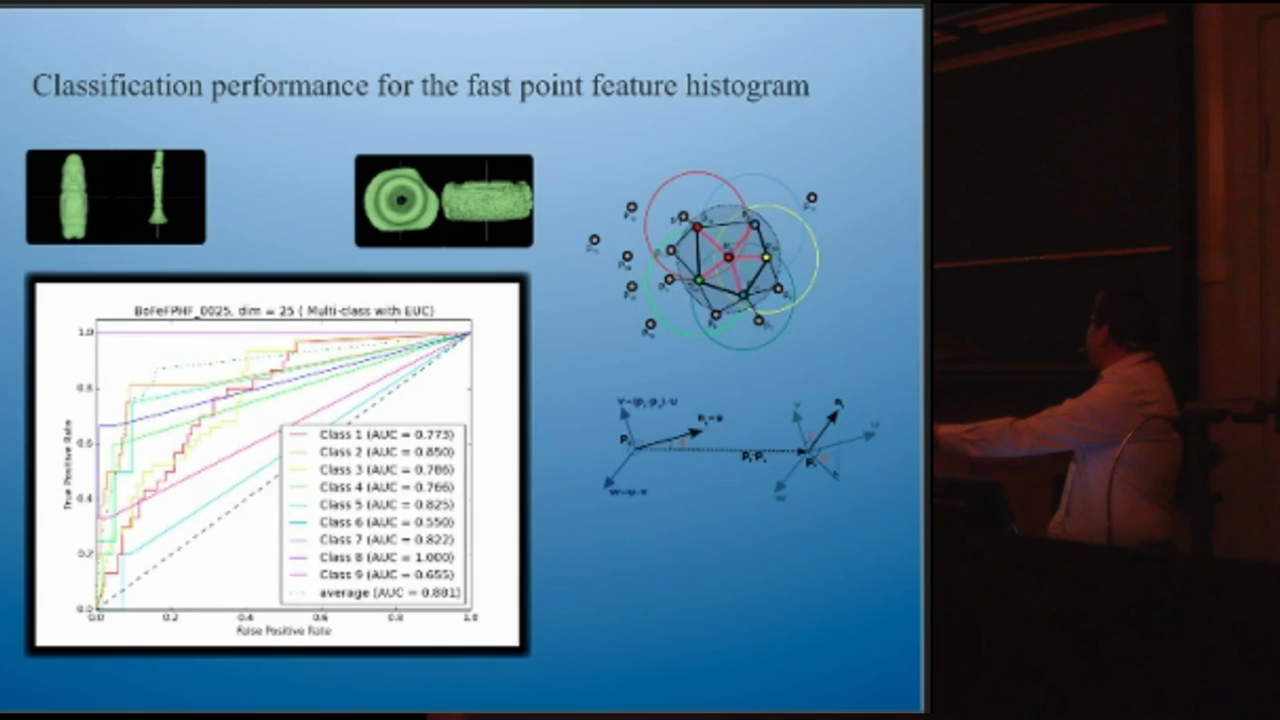 Classification performance for the fast point feature histogram
BoFeFPHF_0025, dim = 25 ( Multi-class with EUC)
True Positive Rate
1.0
0.8
0.6
0.4
0.2
0.0
0.0 0.2 0.4 0.6 0.8 1.0
False Positive Rate
Class 1 (AUC = 0.773)
Class 2 (AUC = 0.850)
Class 3 (AUC = 0.786)
Class 4 (AUC = 0.766)
Class 5 (AUC = 0.825)
Class 6 (AUC = 0.550)
Class 7 (AUC = 0.822)
Class 8 (AUC = 1.000)
Class 9 (AUC = 0.655)
average (AUC = 0.881)